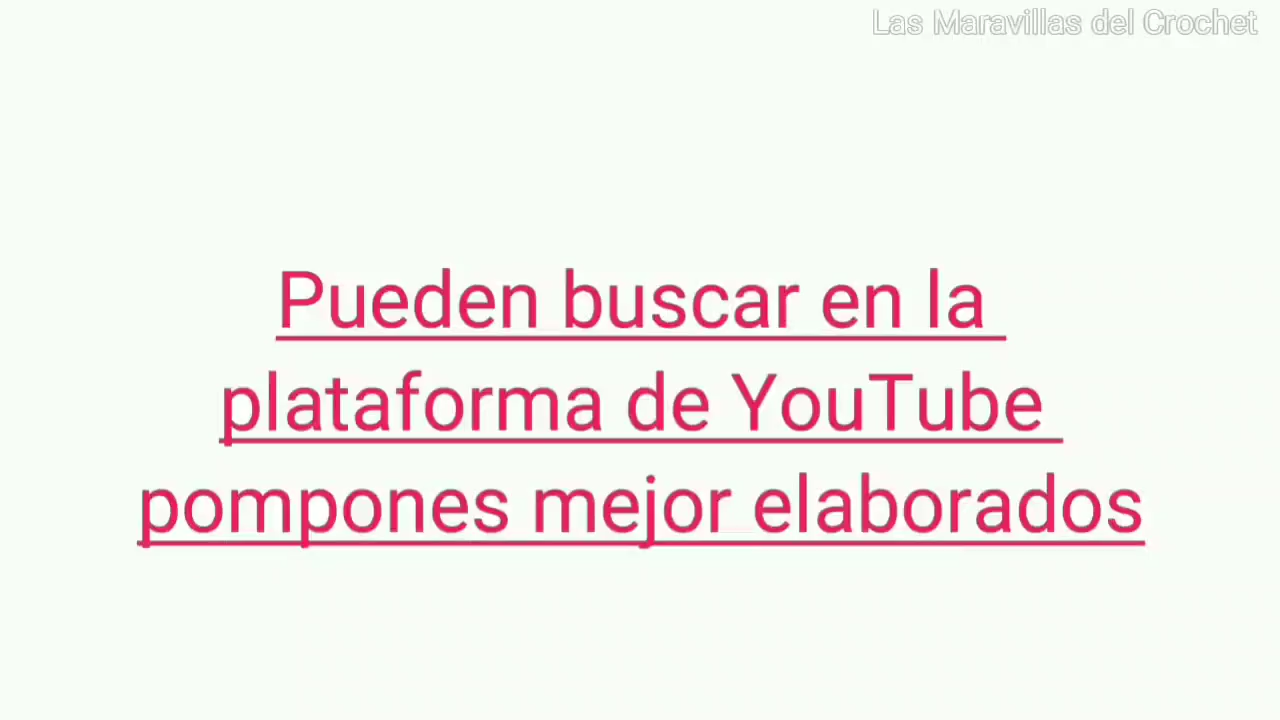 Las Maravillas del Crochet
Pueden buscar en la
plataforma de YouTube
pompones mejor elaborados